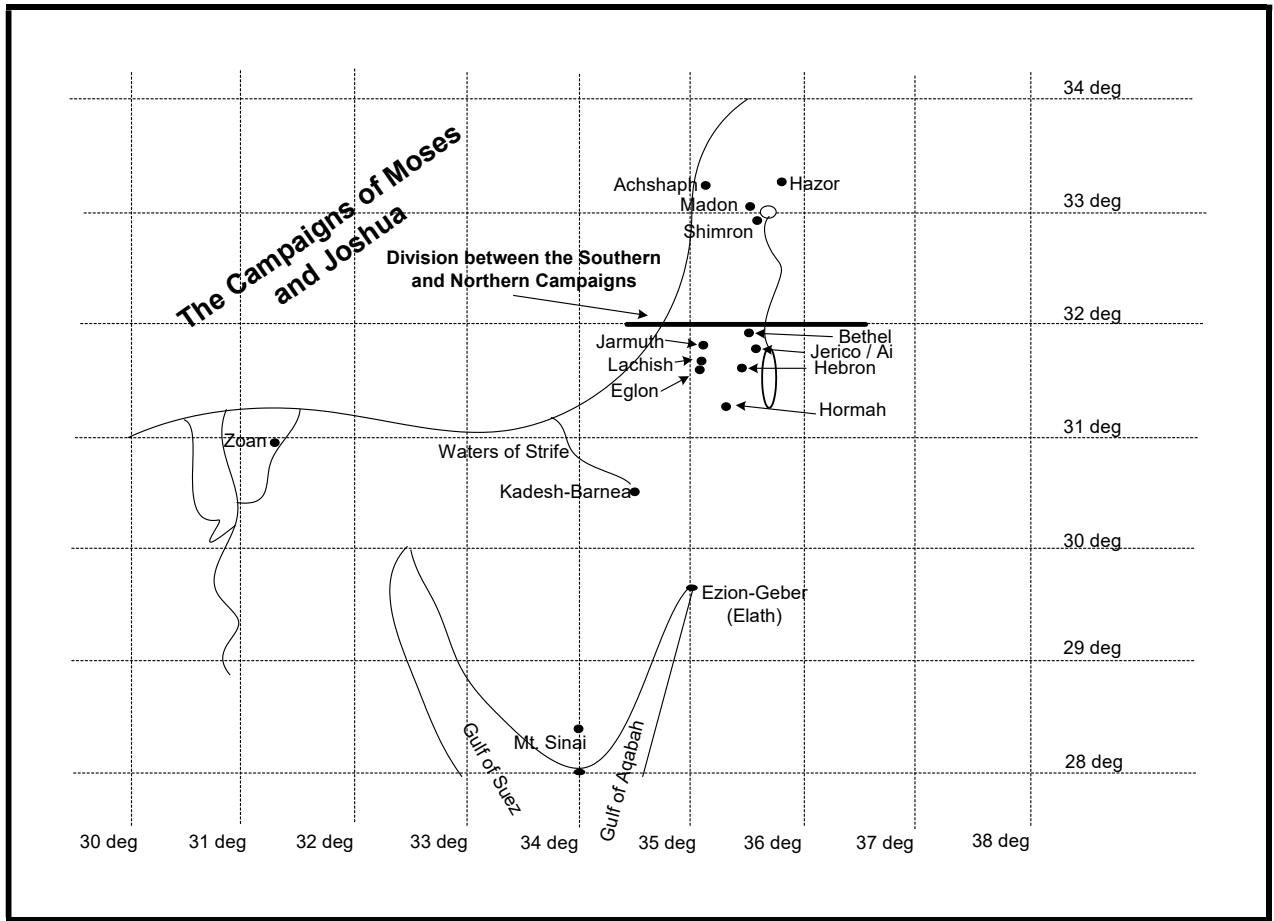 The Campaigns of Moses
and Joshua
34 deg
Achshaph
Hazor
Madon
33 deg
Shimron
Division between the Southern
and Northern Campaigns
32 deg
Jarmuth
Bethel
Jerico / Ai
Lachish
Hebron
Eglon
Hormah
31 deg
Zoan
Waters of Strife
Kadesh-Barnea
30 deg
Ezion-Geber
(Elath)
29 deg
Mt. Sinai
Gulf of Suez
Gulf of Aqabah
28 deg
30 deg
31 deg
32 deg
33 deg
34 deg
35 deg
36 deg
37 deg
38 deg